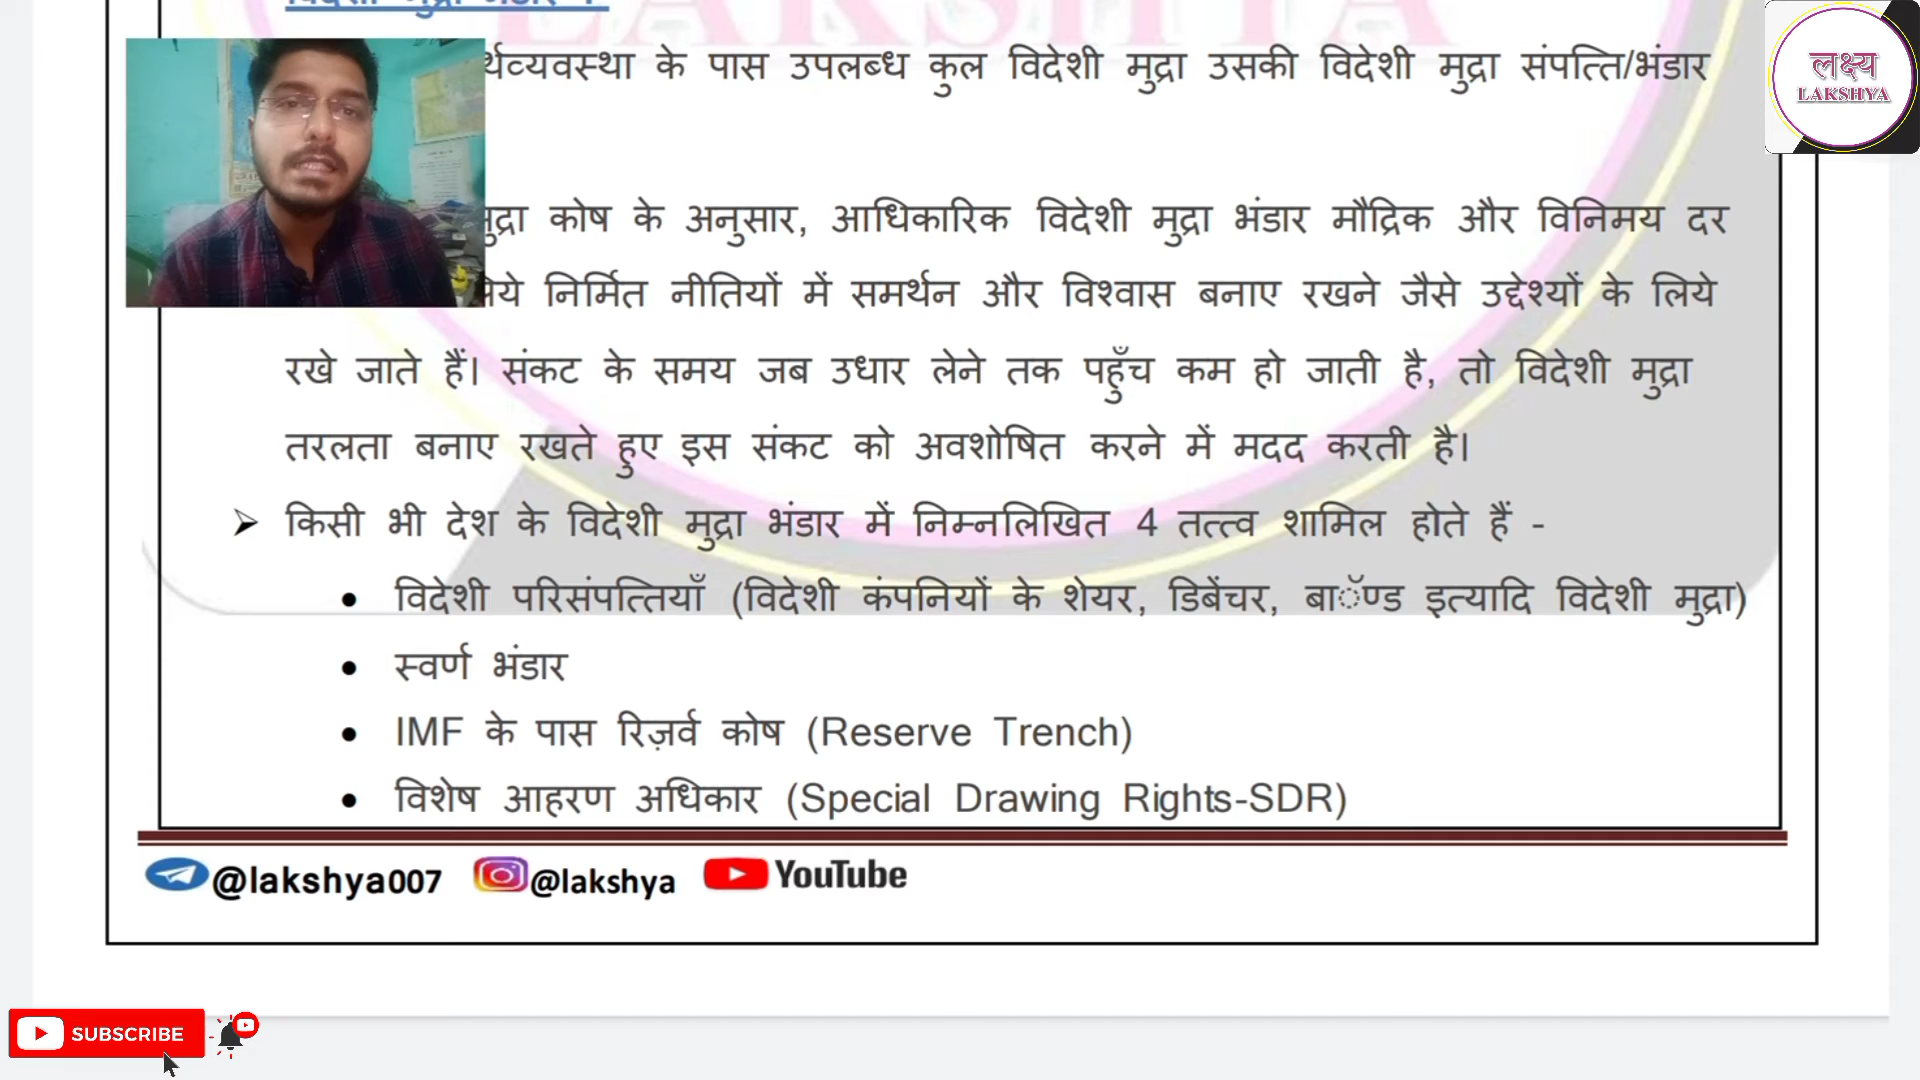 विदेशी मुद्रा भंडार :-
लक्ष्य
LAKSHYA
LAKSHYA
के पास उपलब्ध कुल विदेशी मुद्रा उसकी विदेशी मुद्रा संपत्ति/भंडार
कोष के अनुसार, आधिकारिक विदेशी मुद्रा भंडार मौद्रिक और विनिमय दर
निर्मित नीतियों में समर्थन और विश्वास बनाए रखने जैसे उद्देश्यों के लिये
रखे जाते हैं। संकट के समय जब उधार लेने तक पहुँच कम हो जाती है, तो विदेशी मुद्रा
तरलता बनाए रखते हुए इस संकट को अवशोषित करने में मदद करती है।
➢ किसी भी देश के विदेशी मुद्रा भंडार में निम्नलिखित 4 तत्त्व शामिल होते हैं -
• विदेशी परिसंपत्तियाँ (विदेशी कंपनियों के शेयर, डिबेंचर, बाॅण्ड इत्यादि विदेशी मुद्रा)
• स्वर्ण भंडार
• IMF के पास रिज़र्व कोष (Reserve Trench)
• विशेष आहरण अधिकार (Special Drawing Rights-SDR)
@lakshya007 @lakshya YouTube
SUBSCRIBE